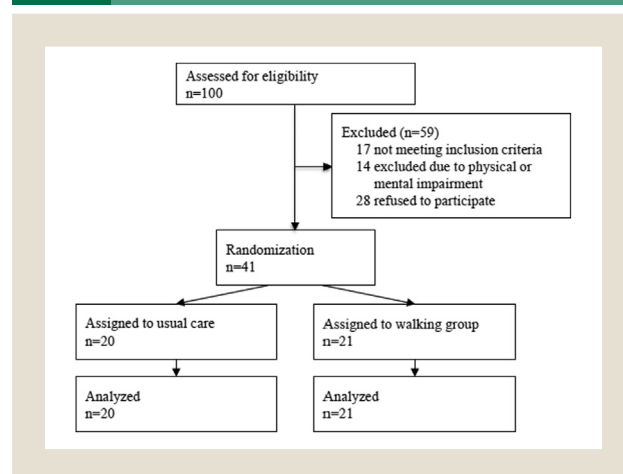 Assessed for eligibility
n=100
Excluded (n=59)
17 not meeting inclusion criteria
14 excluded due to physical or
mental impairment
28 refused to participate
Randomization
n=41
Assigned to usual care
n=20
Assigned to walking group
n=21
Analyzed
n=20
Analyzed
n=21